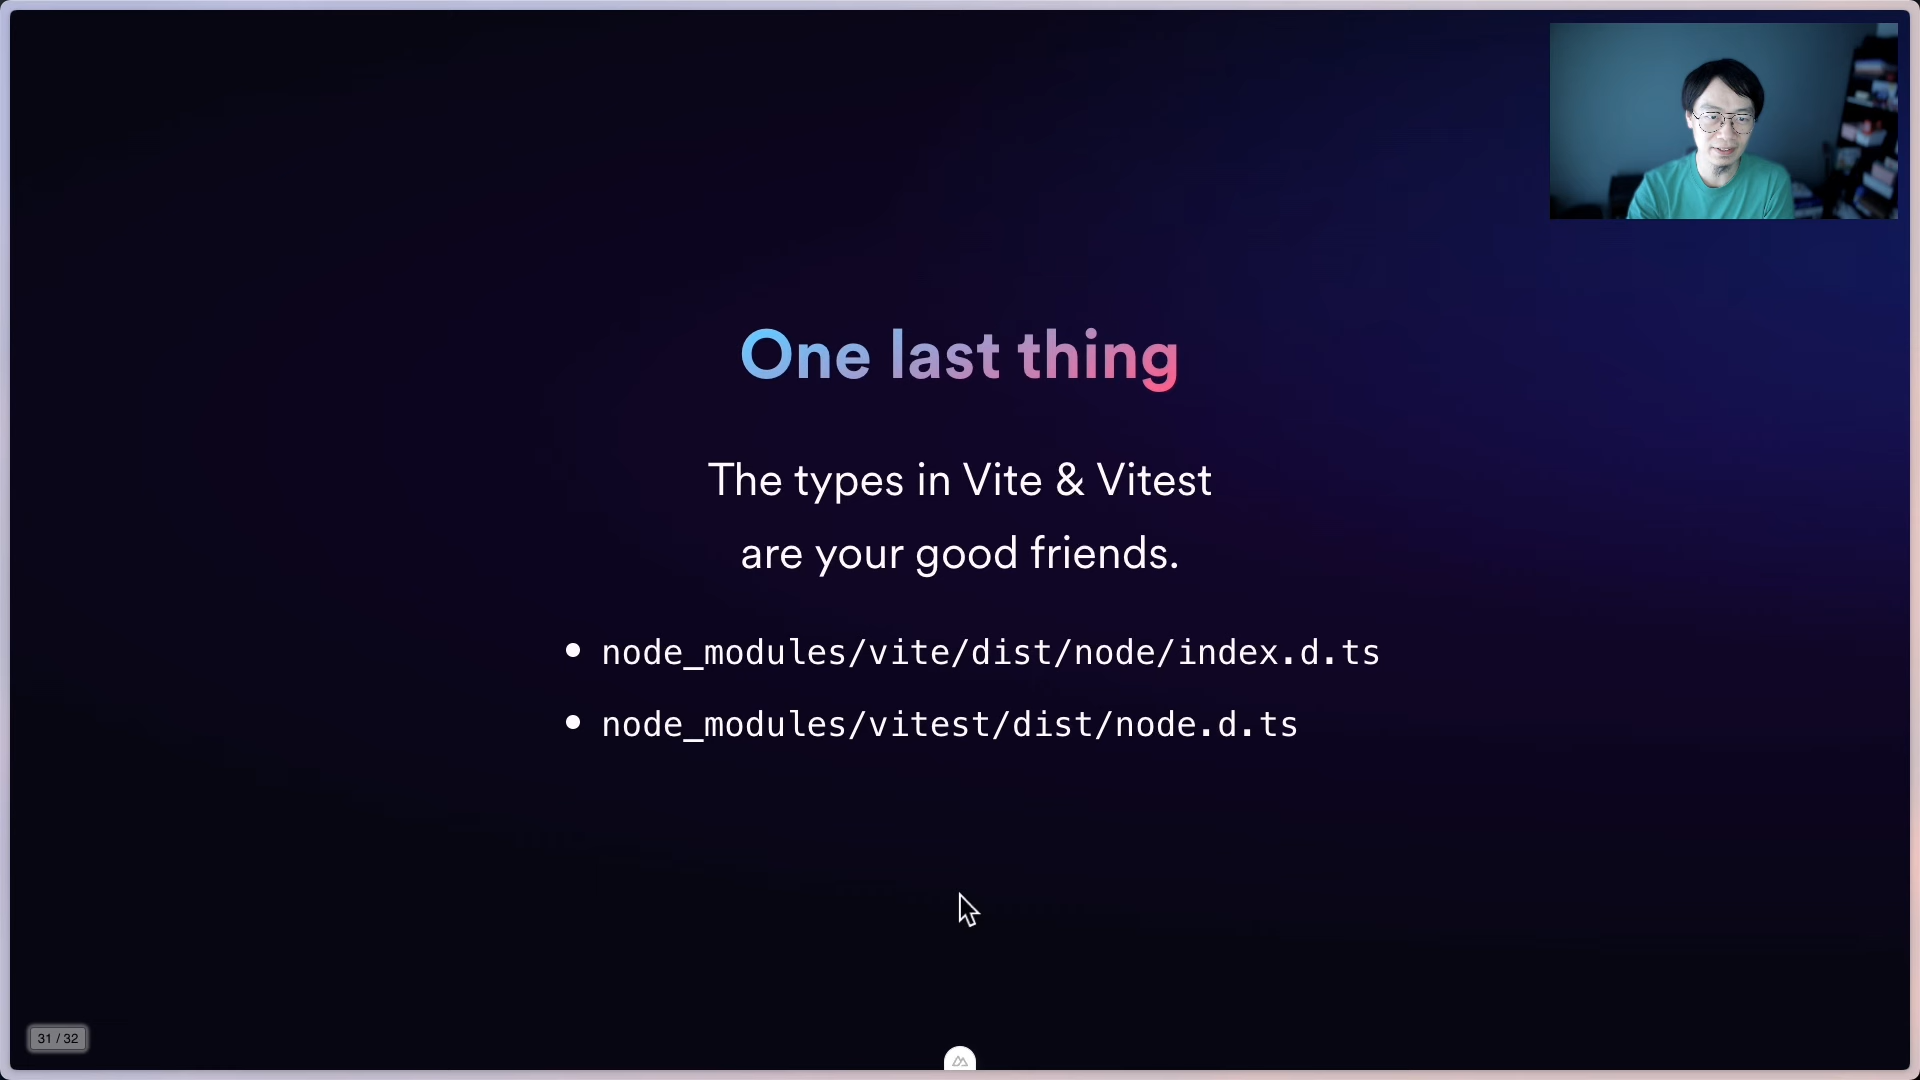 One last thing
The types in Vite & Vitest
are your good friends.
• node_modules/vite/dist/node/index.d.ts
• node_modules/vitest/dist/node.d.ts
31 / 32